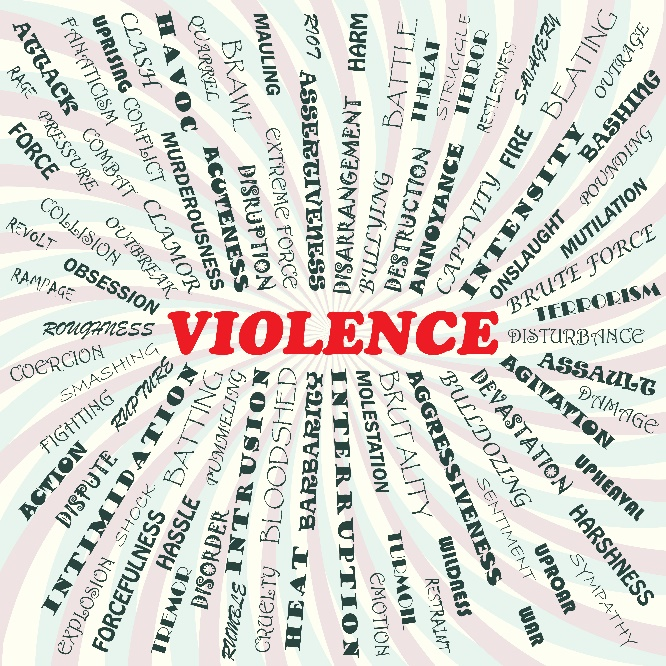 ATTACK
RAGE
FANATICISM
UPRISING
CLASH
HAVOC
QUARREL
BRAWL
MAULING
RIOT
HARM
BATTLE
THREAT
STRUGGLE
TERROR
RESTLESSNESS
SAVAGERY
BEATING
OUTRAGE
FORCE
PRESSURE
COMBAT
CONFLICT
MURDEROUSNESS
ACUTENESS
DISRUPTION
EXTREME FORCE
ASSERTIVENESS
DISARRANGEMENT
BULLYING
DESTRUCTION
ANNOYANCE
CAPTIVITY
FIRE
INTENSITY
BASHING
POUNDING
REVOLT
COLLISION
OUTBREAK
CLAMOR
ONSLAUGHT
MUTILATION
RAMPAGE
OBSESSION
BRUTE FORCE
TERRORISM
ROUGHNESS
VIOLENCE
DISTURBANCE
COERCION
SMASHING
ASSAULT
DAMAGE
FIGHTING
RUPTURE
AGITATION
ACTION
DISPUTE
INTIMIDATION
BATTING
PUMMELING
INTRUSION
BLOODSHED
BARBARITY
INTERRUPTION
MOLESTATION
BRUTALITY
AGGRESSIVENESS
BULLDOZING
DEVASTATION
UPHEAVAL
SHOCK
HASSLE
DISORDER
SENTIMENT
HARSHNESS
EXPLOSION
FORCEFULNESS
TREMOR
RUMBLE
CRUELTY
HEAT
EMOTION
TURMOIL
RESTRAINT
WILDNESS
UPROAR
WAR
SYMPATHY